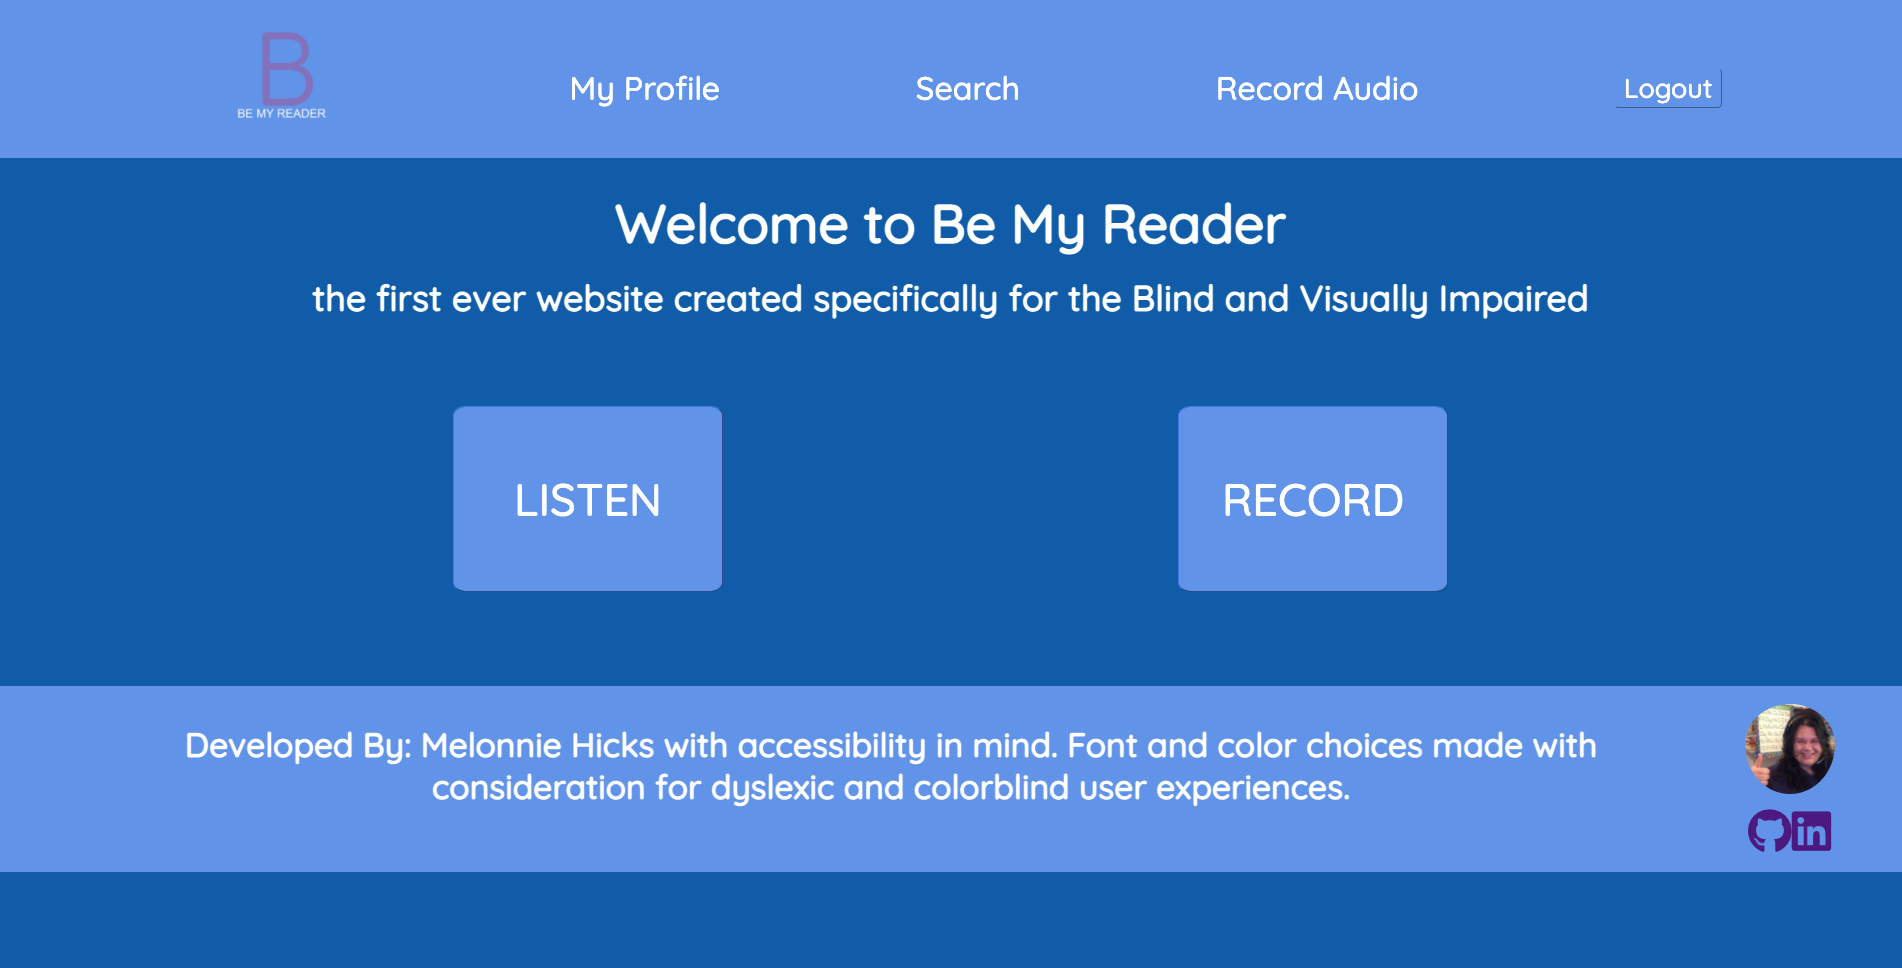 B
BE MY READER
My Profile
Search
Record Audio
Logout
Welcome to Be My Reader
the first ever website created specifically for the Blind and Visually Impaired
LISTEN
RECORD
Developed By: Melonnie Hicks with accessibility in mind. Font and color choices made with
consideration for dyslexic and colorblind user experiences.
in